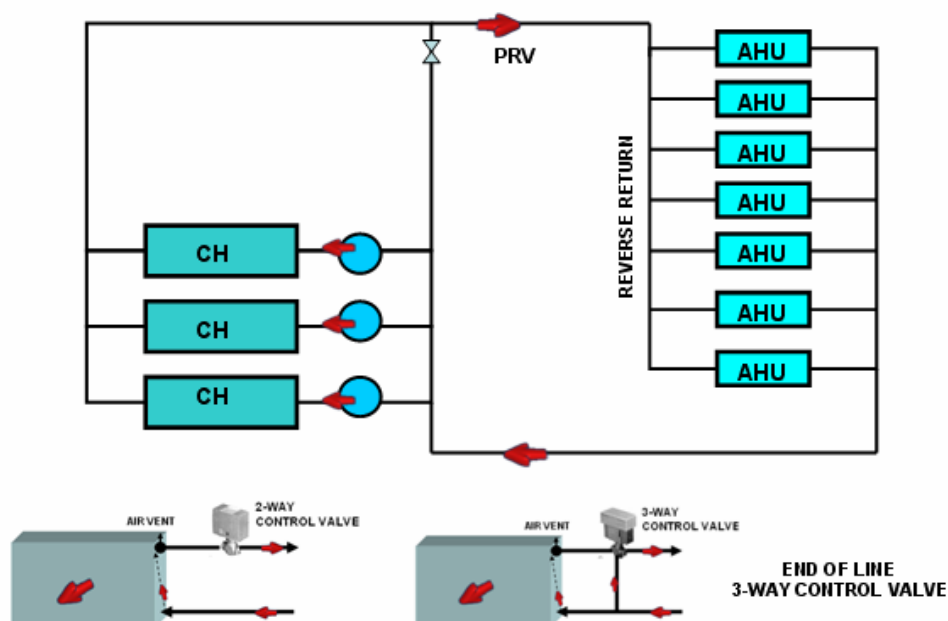 PRV
AHU
AHU
AHU
AHU
AHU
AHU
AHU
REVERSE RETURN
CH
CH
CH
AIR VENT
2-WAY
CONTROL VALVE
AIR VENT
3-WAY
CONTROL VALVE
END OF LINE
3-WAY CONTROL VALVE